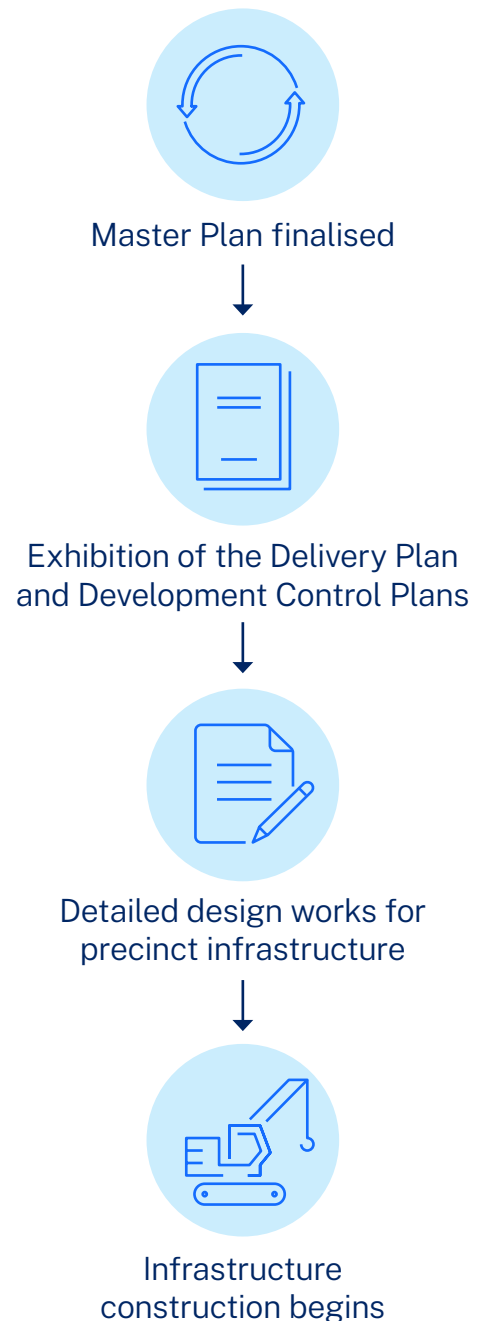 Master Plan finalised
Exhibition of the Delivery Plan
and Development Control Plans
Detailed design works for
precinct infrastructure
Infrastructure
construction begins